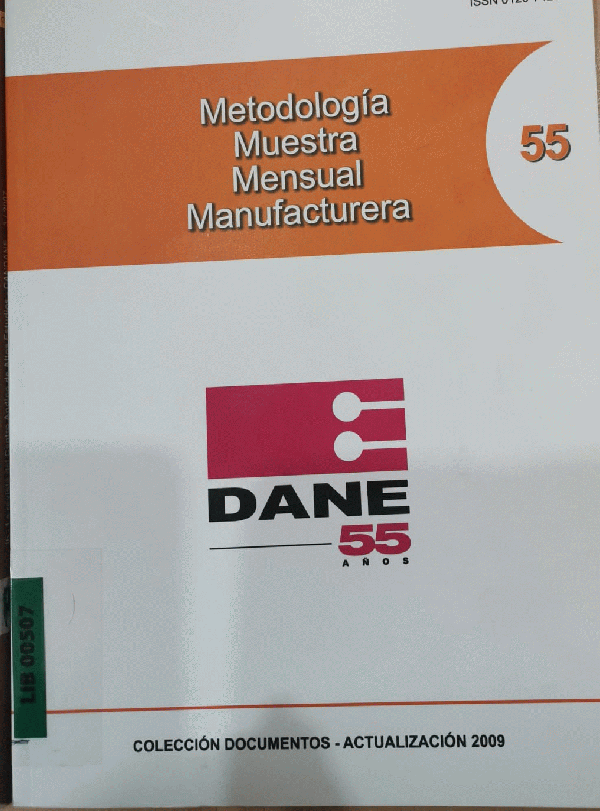 Metodología
Muestra
Mensual
Manufacturera
55
DANE
55
AÑOS
LIB 00507
COLECCIÓN DOCUMENTOS - ACTUALIZACIÓN 2009